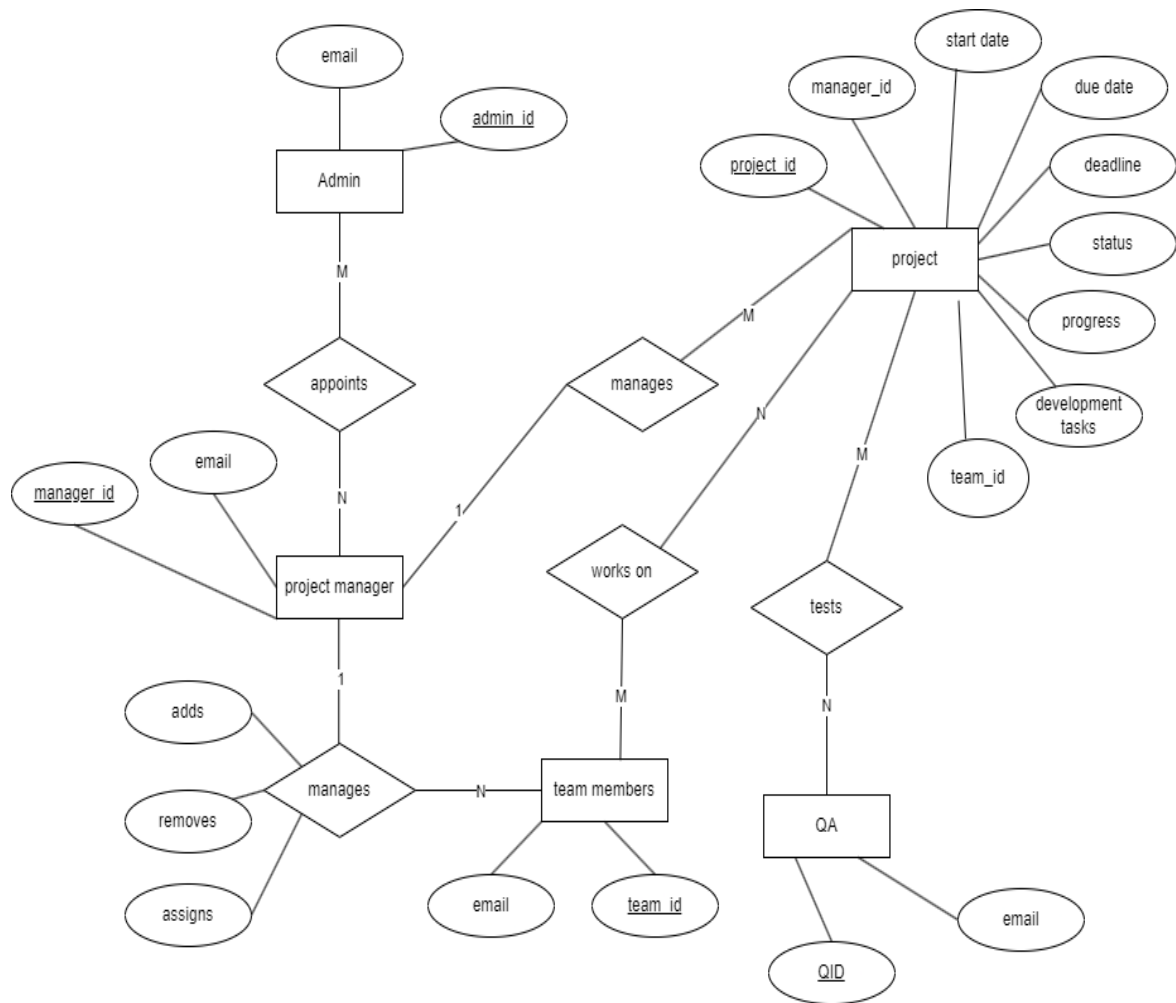 email
admin_id
Admin
M
appoints
N
email
manager_id
project manager
1
manages
adds
removes
assigns
N
team members
email
team_id
start date
manager_id
due date
project_id
deadline
project
status
progress
development
tasks
team_id
M
manages
1
N
works on
M
M
tests
N
QA
email
QID